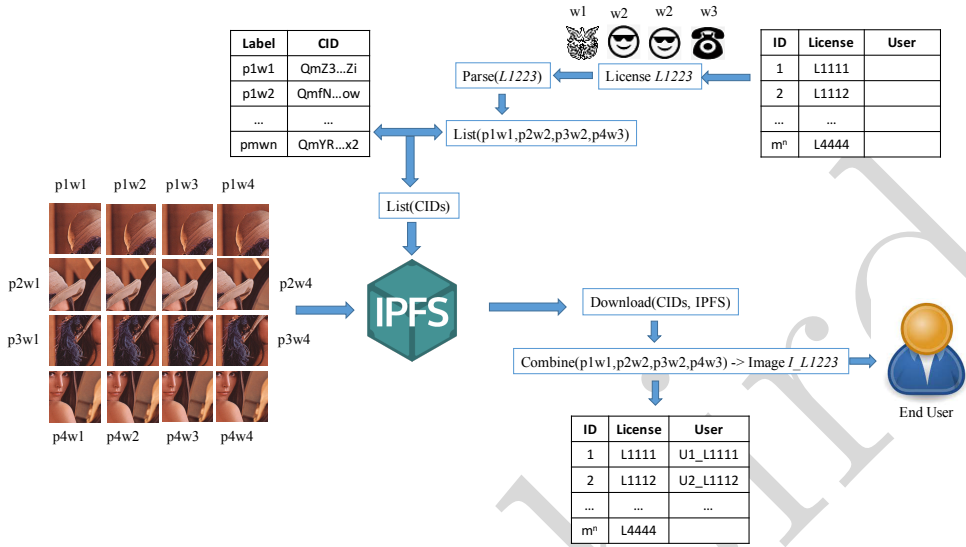 w1 w2 w2 w3
Label CID
p1w1 QmZ3...Zi
p1w2 QmfN...ow
... ...
pmwn QmYR...x2
Parse(L1223)
License L1223
List(p1w1,p2w2,p3w2,p4w3)
List(CIDs)
ID License User
1 L1111
2 L1112
... ...
mⁿ L4444
p1w1 p1w2 p1w3 p1w4
p2w1 p2w4
p3w1 p3w4
p4w1 p4w2 p4w3 p4w4
IPFS
Download(CIDs, IPFS)
Combine(p1w1,p2w2,p3w2,p4w3) -> Image I_L1223
End User
ID License User
1 L1111 U1_L1111
2 L1112 U2_L1112
... ... ...
mⁿ L4444